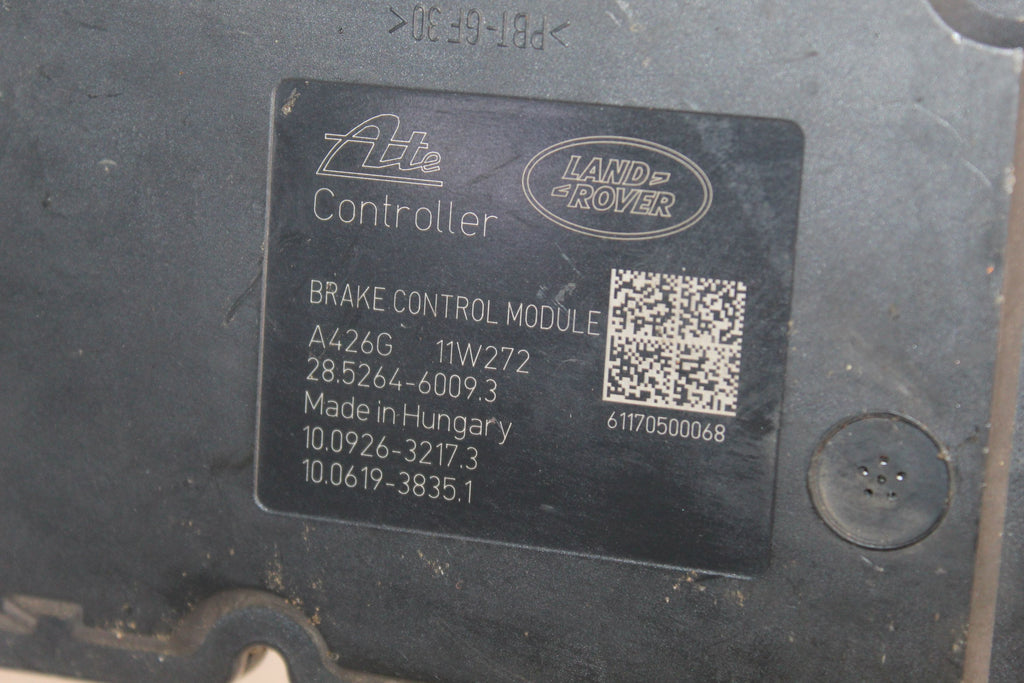 >PBT-GF30<
Ate
Controller
LAND
ROVER
BRAKE CONTROL MODULE
A426G 11W272
28.5264-6009.3
Made in Hungary
10.0926-3217.3
10.0619-3835.1
61170500068